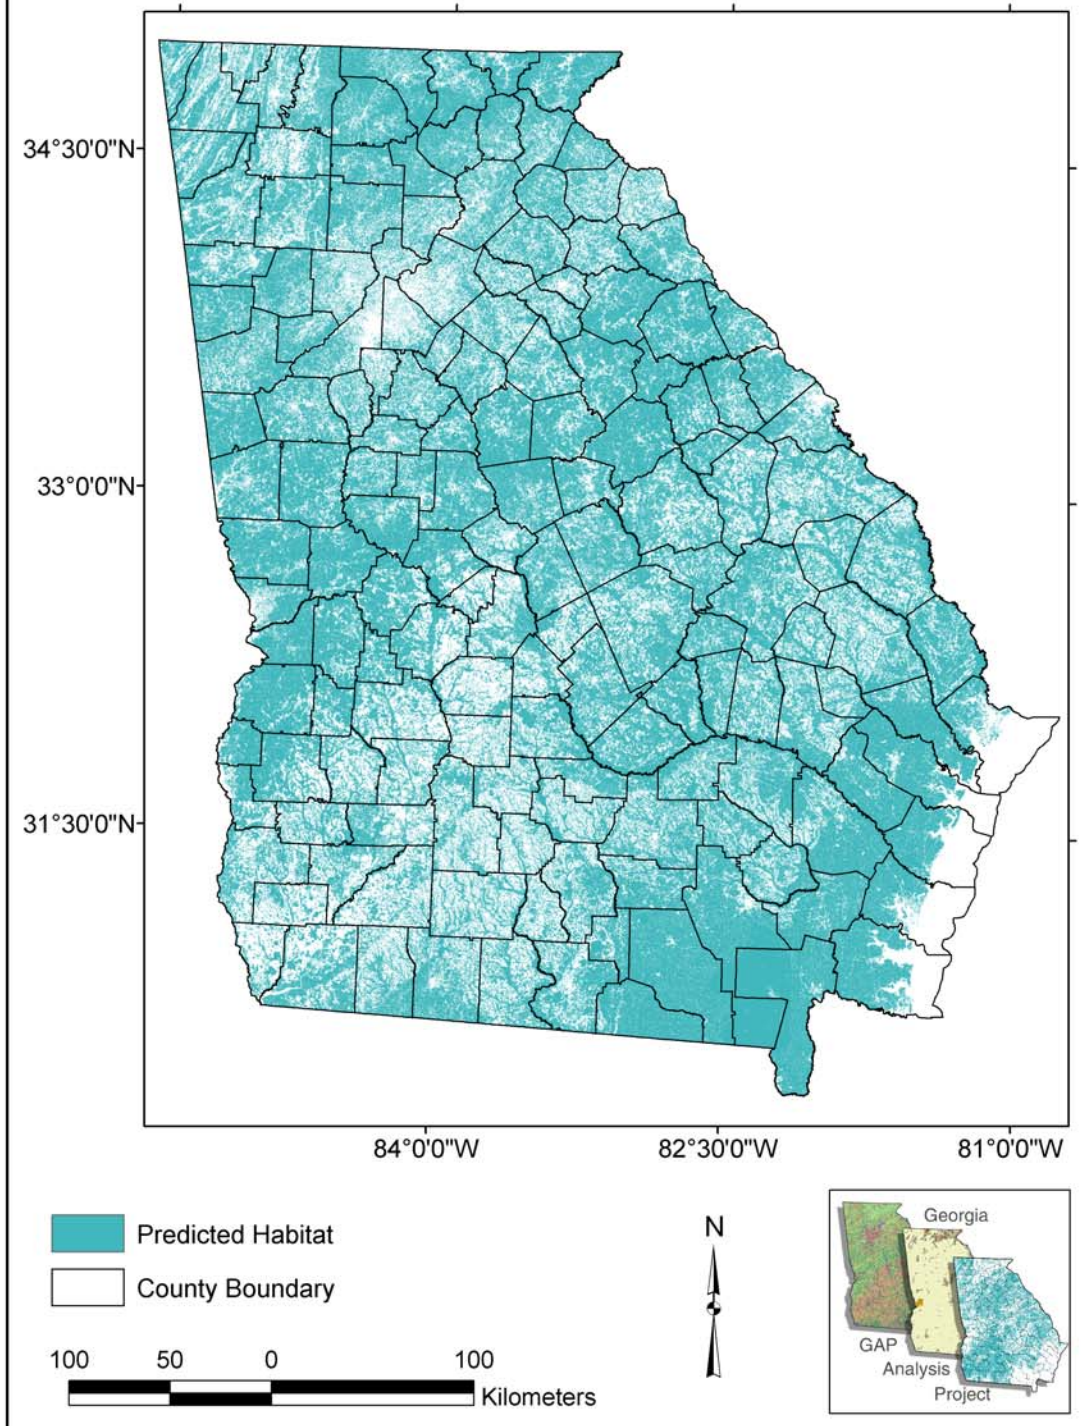 34°30'0"N
33°0'0"N
31°30'0"N
84°0'0"W 82°30'0"W 81°0'0"W
Predicted Habitat
County Boundary
100 50 0 100
Kilometers
N
Georgia
GAP
Analysis
Project